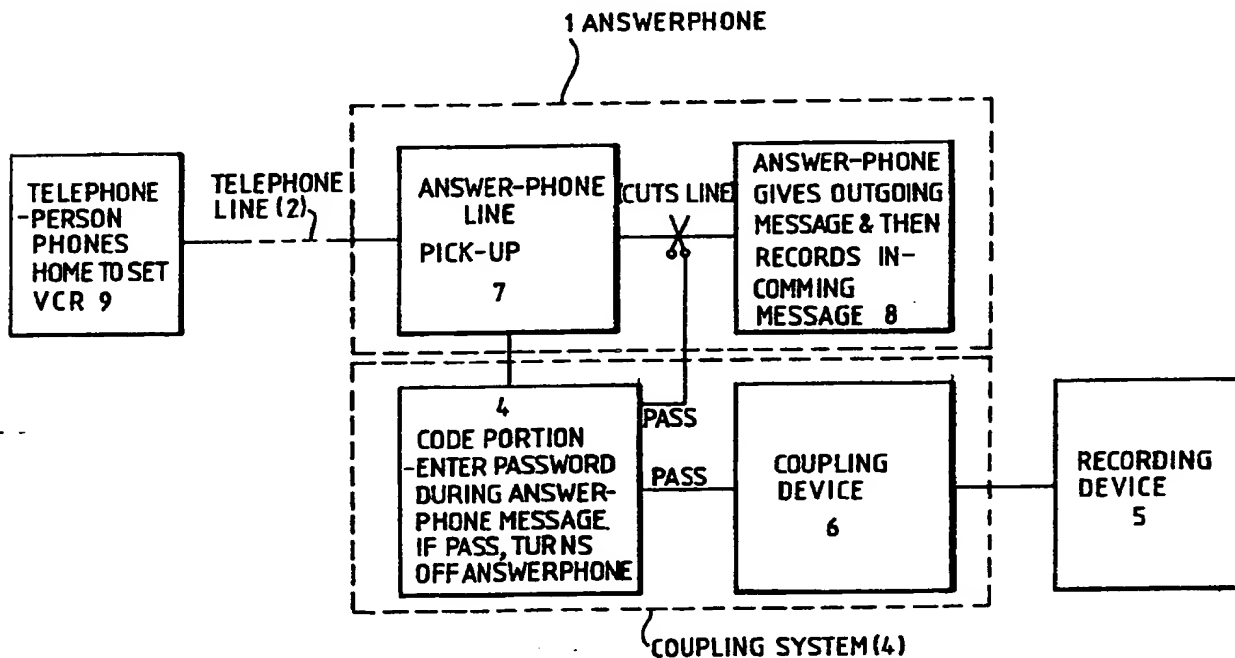 1 ANSWERPHONE
TELEPHONE
-PERSON
PHONES
HOME TO SET
VCR 9
TELEPHONE
LINE (2)
ANSWER-PHONE
LINE
PICK-UP
7
(CUTS LINE)
ANSWER-PHONE
GIVES OUTGOING
MESSAGE & THEN
RECORDS IN-
COMMING
MESSAGE 8
4
CODE PORTION
-ENTER PASSWORD
DURING ANSWER-
PHONE MESSAGE.
IF PASS, TURNS
OFF ANSWERPHONE
PASS
PASS
COUPLING
DEVICE
6
RECORDING
DEVICE
5
COUPLING SYSTEM (4)